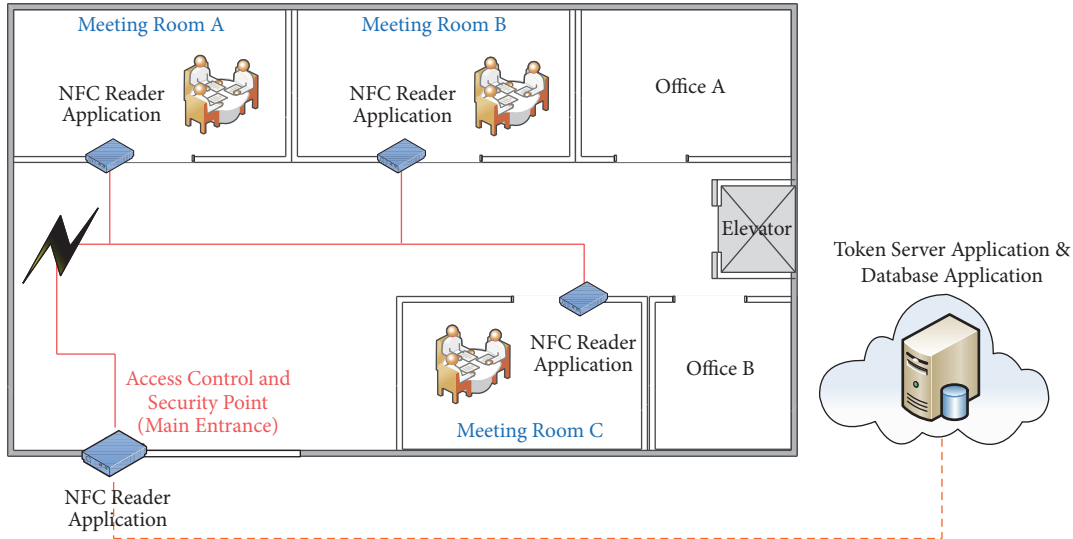 Meeting Room A
Meeting Room B
NFC Reader
Application
NFC Reader
Application
Office A
Elevator
Token Server Application &
Database Application
NFC Reader
Application
Office B
Access Control and
Security Point
(Main Entrance)
Meeting Room C
NFC Reader
Application